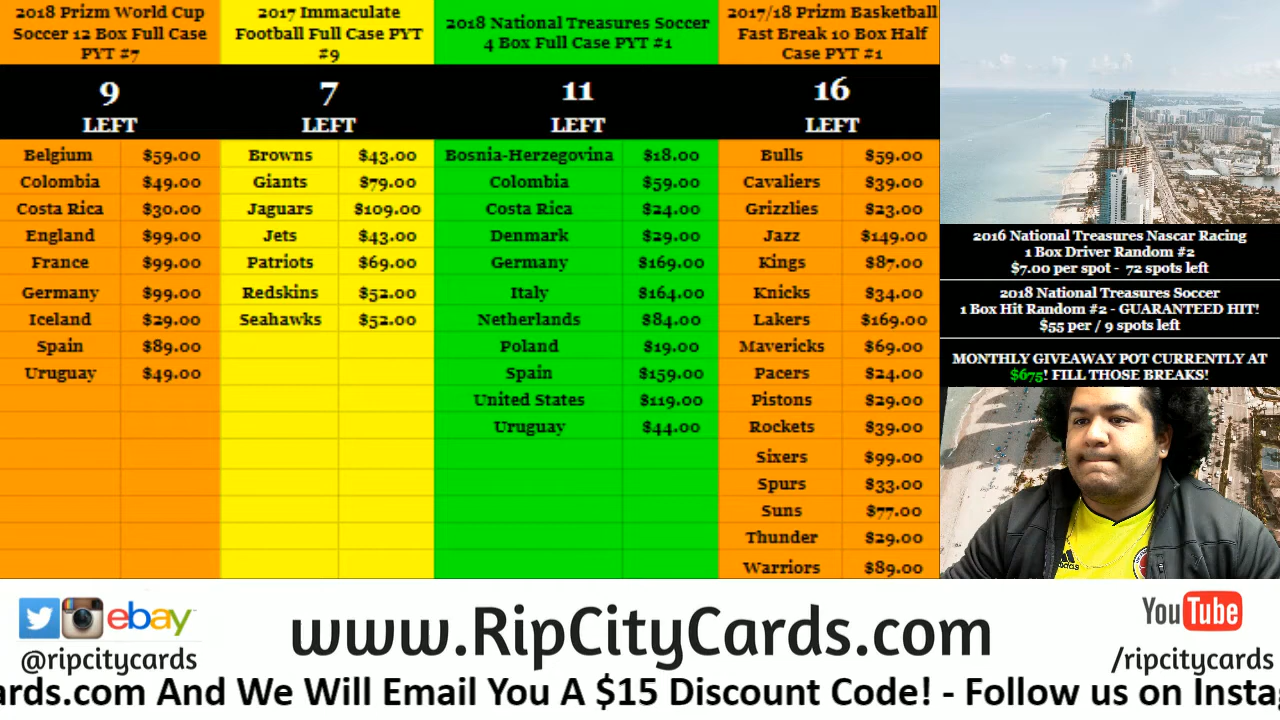 2018 Prizm World Cup
Soccer 12 Box Full Case
PYT #7
9
LEFT
Belgium $59.00
Colombia $49.00
Costa Rica $30.00
England $99.00
France $99.00
Germany $99.00
Iceland $29.00
Spain $89.00
Uruguay $49.00
2017 Immaculate
Football Full Case PYT
#9
7
LEFT
Browns $43.00
Giants $79.00
Jaguars $109.00
Jets $43.00
Patriots $69.00
Redskins $52.00
Seahawks $52.00
2018 National Treasures Soccer
4 Box Full Case PYT #1
11
LEFT
Bosnia-Herzegovina $18.00
Colombia $59.00
Costa Rica $24.00
Denmark $29.00
Germany $169.00
Italy $164.00
Netherlands $84.00
Poland $19.00
Spain $159.00
United States $119.00
Uruguay $44.00
2017/18 Prizm Basketball
Fast Break 10 Box Half
Case PYT #1
16
LEFT
Bulls $59.00
Cavaliers $39.00
Grizzlies $23.00
Jazz $149.00
Kings $87.00
Knicks $34.00
Lakers $169.00
Mavericks $69.00
Pacers $24.00
Pistons $29.00
Rockets $39.00
Sixers $99.00
Spurs $33.00
Suns $77.00
Thunder $29.00
Warriors $89.00
2016 National Treasures Nascar Racing
1 Box Driver Random #2
$7.00 per spot - 72 spots left
2018 National Treasures Soccer
1 Box Hit Random #2 - GUARANTEED HIT!
$55 per / 9 spots left
MONTHLY GIVEAWAY POT CURRENTLY AT
$675! FILL THOSE BREAKS!
adidas
ebay
@ripcitycards
www.RipCityCards.com
YouTube
/ripcitycards
ards.com And We Will Email You A $15 Discount Code! - Follow us on Insta